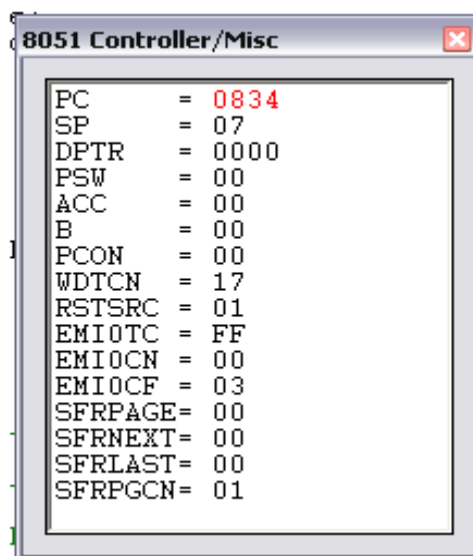 8051 Controller/Misc
PC = 0834
SP = 07
DPTR = 0000
PSW = 00
ACC = 00
B = 00
PCON = 00
WDTCN = 17
RSTSRC = 01
EMI0TC = FF
EMI0CN = 00
EMI0CF = 03
SFRPAGE= 00
SFRNEXT= 00
SFRLAST= 00
SFRPGCN= 01